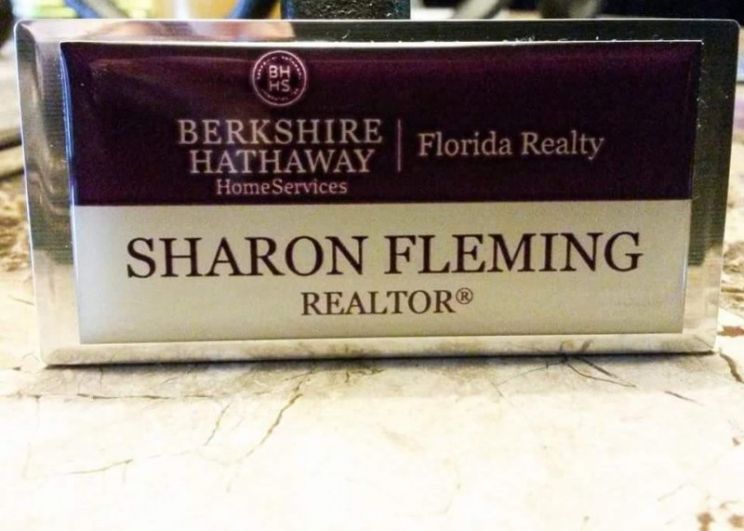 BH
HS
BERKSHIRE
HATHAWAY
HomeServices
Florida Realty
SHARON FLEMING
REALTOR®